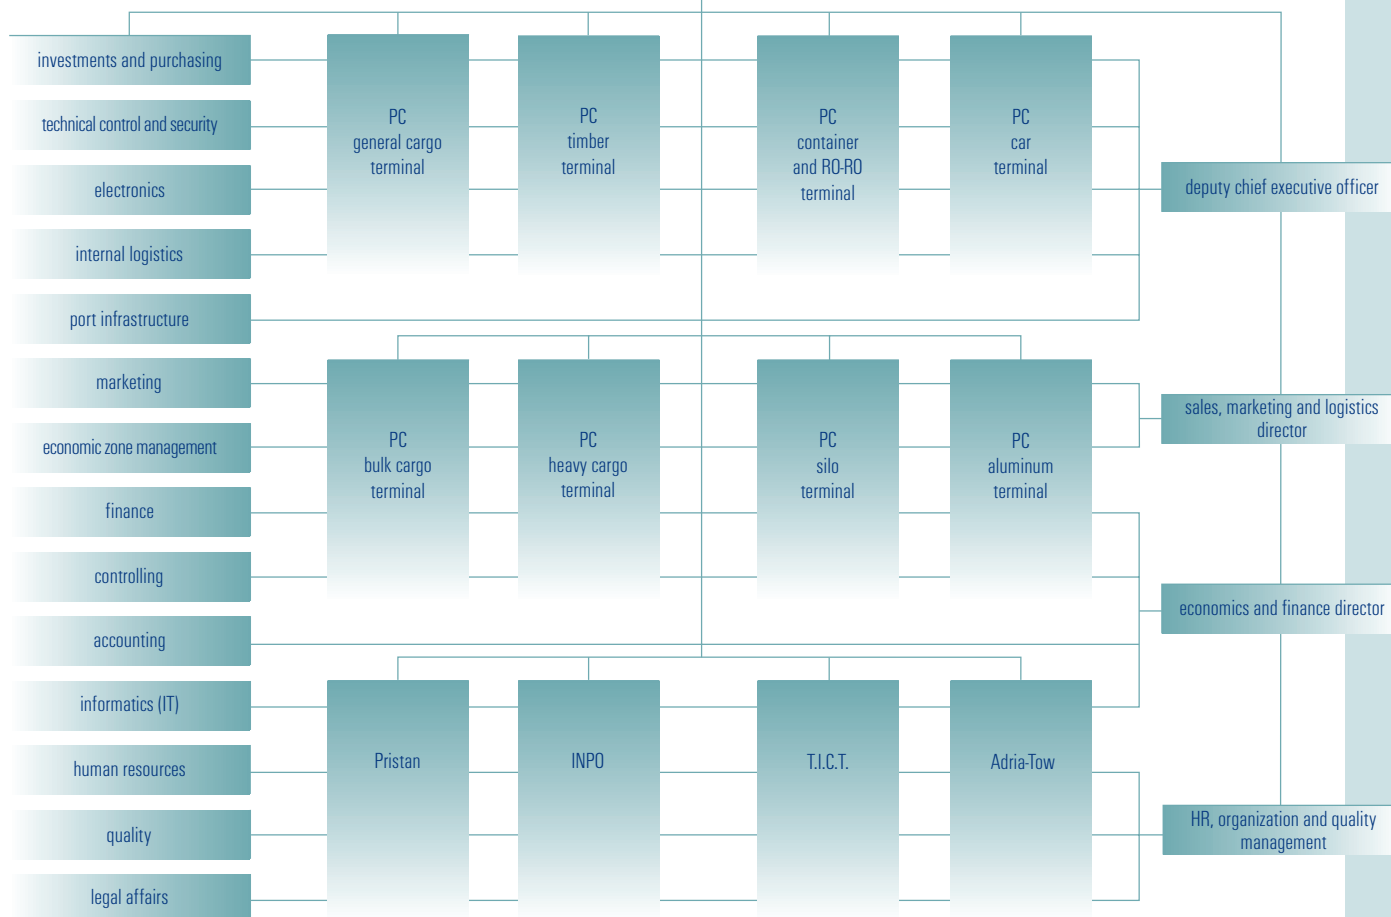 investments and purchasing
technical control and security
electronics
internal logistics
port infrastructure
marketing
economic zone management
finance
controlling
accounting
informatics (IT)
human resources
quality
legal affairs
PC
general cargo
terminal
PC
timber
terminal
PC
container
and RO-RO
terminal
PC
car
terminal
PC
bulk cargo
terminal
PC
heavy cargo
terminal
PC
silo
terminal
PC
aluminum
terminal
Pristan
INPO
T.I.C.T.
Adria-Tow
deputy chief executive officer
sales, marketing and logistics
director
economics and finance director
HR, organization and quality
management